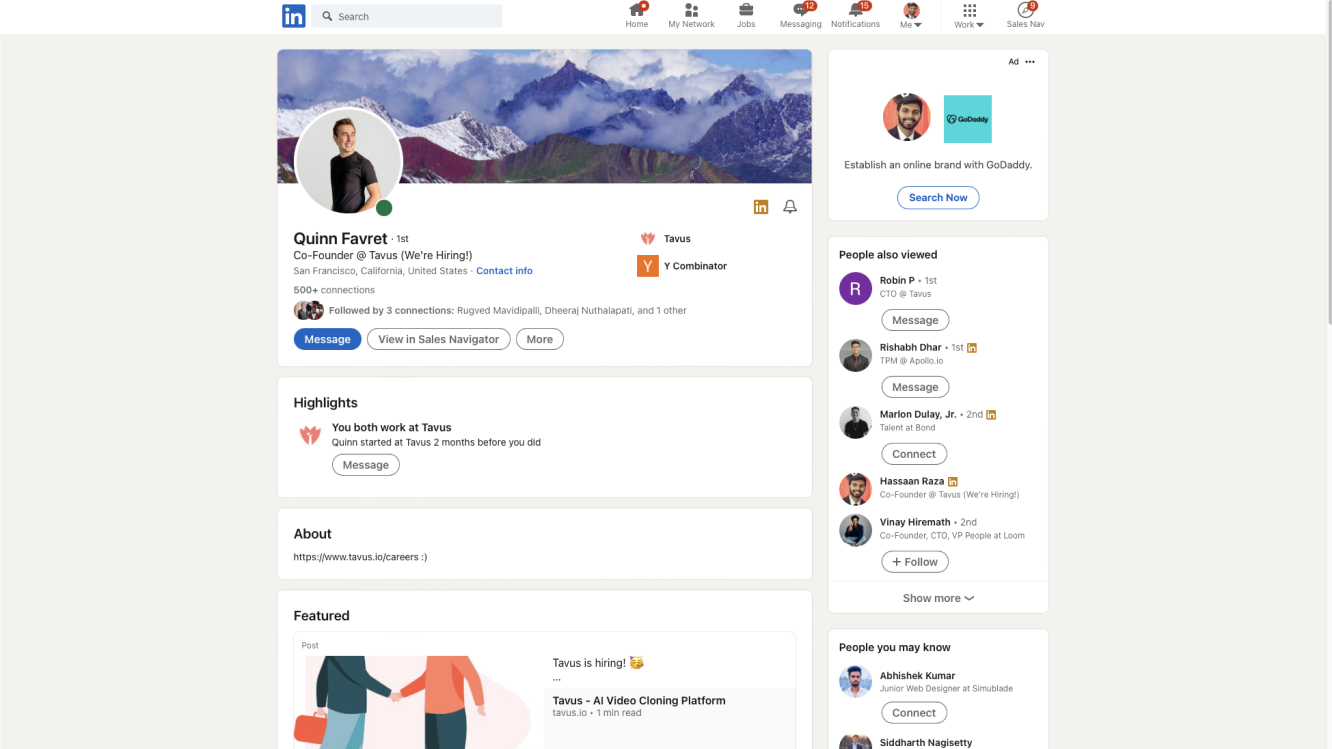 in
Search
Home
My Network
Jobs
12
Messaging
15
Notifications
Me
Work
9
Sales Nav
in
Quinn Favret · 1st
Co-Founder @ Tavus (We're Hiring!)
San Francisco, California, United States · Contact info
500+ connections
Followed by 3 connections: Rugved Mavidipalli, Dheeraj Nuthalapati, and 1 other
Message
View in Sales Navigator
More
Tavus
Y
Y Combinator
Highlights
You both work at Tavus
Quinn started at Tavus 2 months before you did
Message
About
https://www.tavus.io/careers :)
Featured
Post
Tavus is hiring! 🥳
...
Tavus - AI Video Cloning Platform
tavus.io • 1 min read
Ad •••
GoDaddy
Establish an online brand with GoDaddy.
Search Now
People also viewed
R
Robin P • 1st
CTO @ Tavus
Message
Rishabh Dhar • 1st in
TPM @ Apollo.io
Message
Marlon Dulay, Jr. • 2nd in
Talent at Bond
Connect
Hassaan Raza in
Co-Founder @ Tavus (We're Hiring!)
Vinay Hiremath • 2nd
Co-Founder, CTO, VP People at Loom
+ Follow
Show more
People you may know
Abhishek Kumar
Junior Web Designer at Simublade
Connect
Siddharth Nagisetty